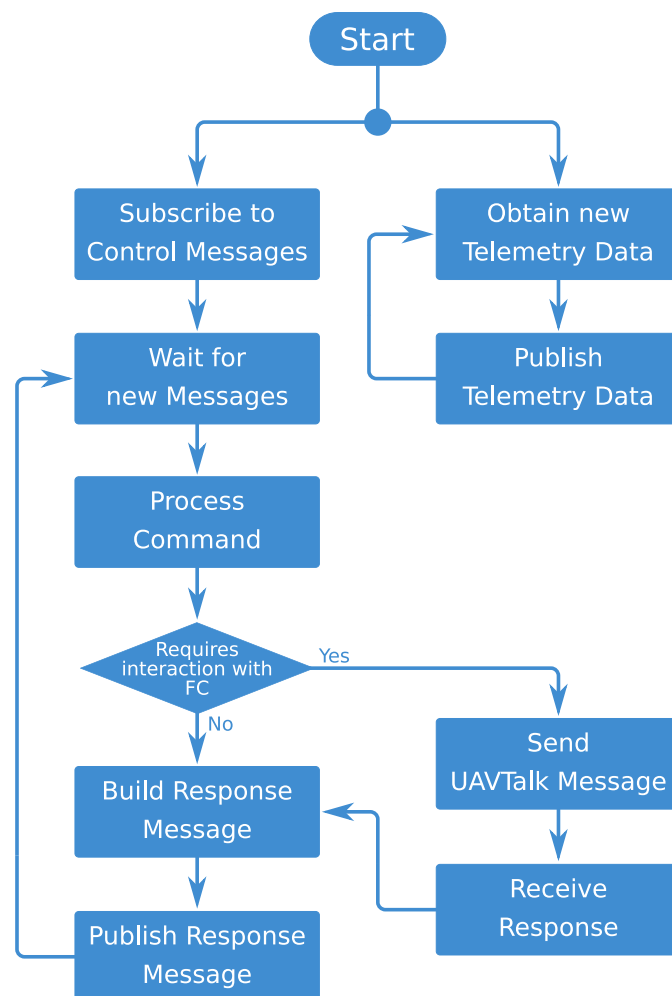 Start
Subscribe to
Control Messages
Obtain new
Telemetry Data
Wait for
new Messages
Publish
Telemetry Data
Process
Command
Requires
interaction with
FC
Yes
No
Send
UAVTalk Message
Build Response
Message
Receive
Response
Publish Response
Message